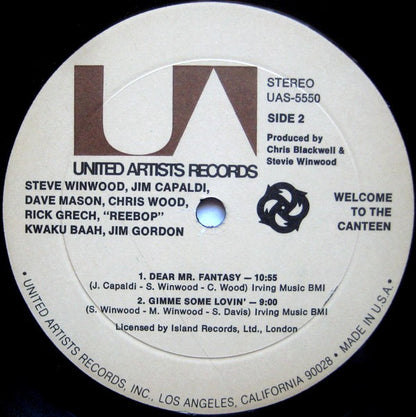 UA
UNITED ARTISTS RECORDS
STEREO
UAS-5550
SIDE 2
Produced by
Chris Blackwell &
Stevie Winwood
STEVE WINWOOD, JIM CAPALDI,
DAVE MASON, CHRIS WOOD,
RICK GRECH, "REEBOP"
KWAKU BAAH, JIM GORDON
WELCOME
TO THE
CANTEEN
1. DEAR MR. FANTASY — 10:55
(J. Capaldi - S. Winwood - C. Wood) Irving Music BMI
2. GIMME SOME LOVIN' — 9:00
(S. Winwood - M. Winwood - S. Davis) Irving Music BMI
Licensed by Island Records, Ltd., London
• UNITED ARTISTS RECORDS, INC., LOS ANGELES, CALIFORNIA 90028 • MADE IN U.S.A. •